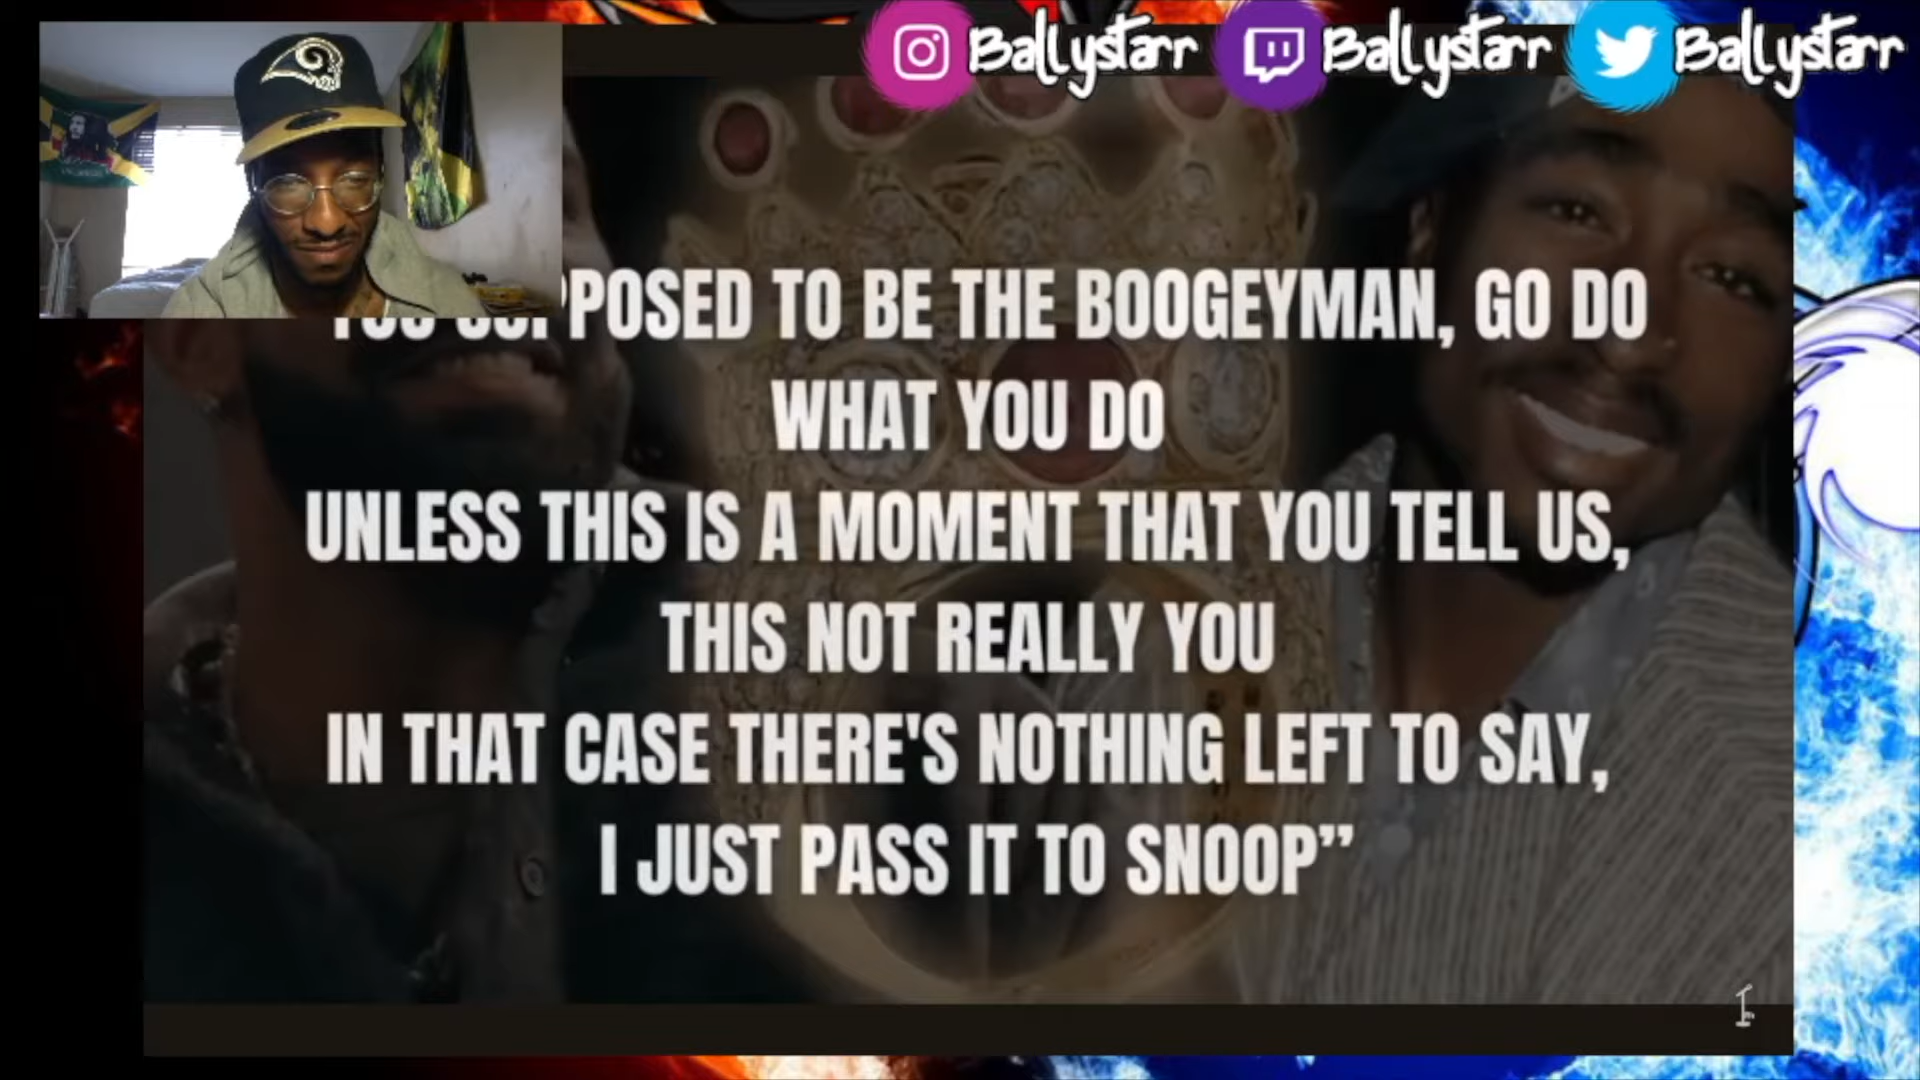 Ballystarr Ballystarr Ballystarr
POSED TO BE THE BOOGEYMAN, GO DO
WHAT YOU DO
UNLESS THIS IS A MOMENT THAT YOU TELL US,
THIS NOT REALLY YOU
IN THAT CASE THERE'S NOTHING LEFT TO SAY,
I JUST PASS IT TO SNOOP”